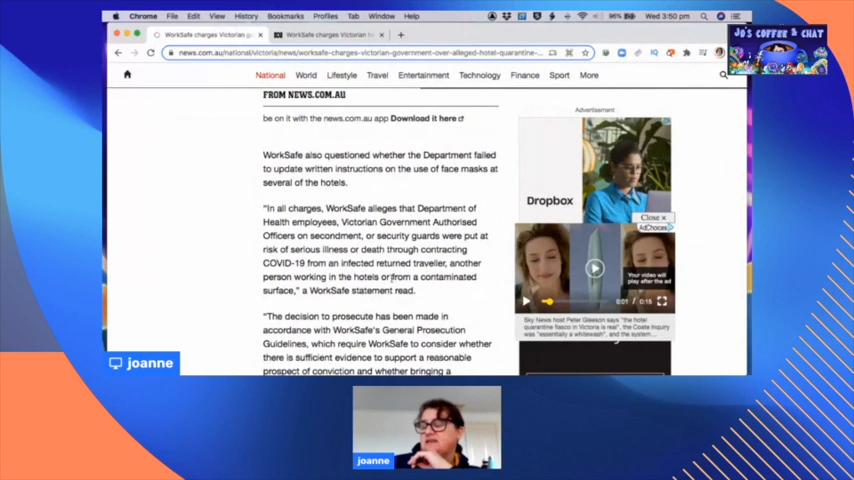 Chrome File Edit View History Bookmarks Profiles Tab Window Help
96% Wed 3:50 pm
WorkSafe charges Victorian g
WorkSafe charges Victorian h
JO'S COFFEE & CHAT
news.com.au/national/victoria/news/worksafe-charges-victorian-government-over-alleged-hotel-quarantine-...
National World Lifestyle Travel Entertainment Technology Finance Sport More
FROM NEWS.COM.AU
be on it with the news.com.au app Download it here
Advertisement
WorkSafe also questioned whether the Department failed
to update written instructions on the use of face masks at
several of the hotels.
"In all charges, WorkSafe alleges that Department of
Health employees, Victorian Government Authorised
Officers on secondment, or security guards were put at
risk of serious illness or death through contracting
COVID-19 from an infected returned traveller, another
person working in the hotels or from a contaminated
surface," a WorkSafe statement read.
"The decision to prosecute has been made in
accordance with WorkSafe's General Prosecution
Guidelines, which require WorkSafe to consider whether
there is sufficient evidence to support a reasonable
prospect of conviction and whether bringing a
Dropbox
Close ×
AdChoices
Your video will
play after the ad
0:01 / 0:15
Sky News host Peter Gleeson says "the hotel
quarantine fiasco in Victoria is real", the Coate Inquiry
was "essentially a whitewash", and the system...
joanne
joanne